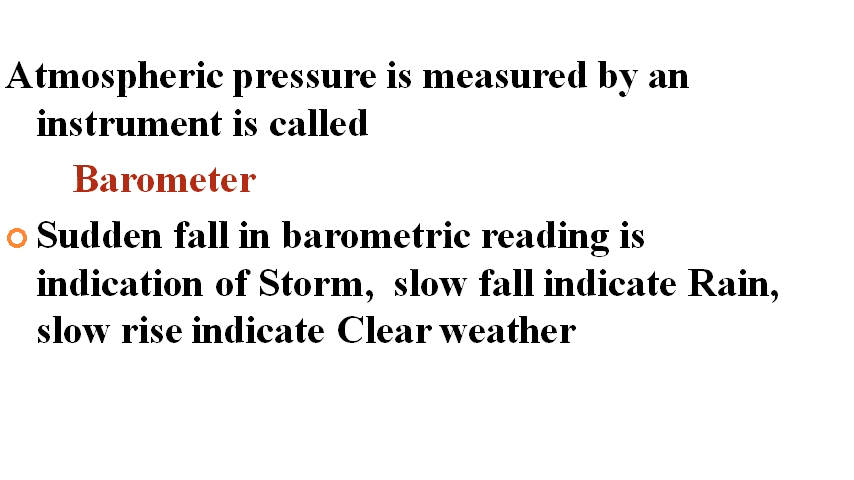 Atmospheric pressure is measured by an
instrument is called
Barometer
Sudden fall in barometric reading is
indication of Storm,  slow fall indicate Rain,
slow rise indicate Clear weather